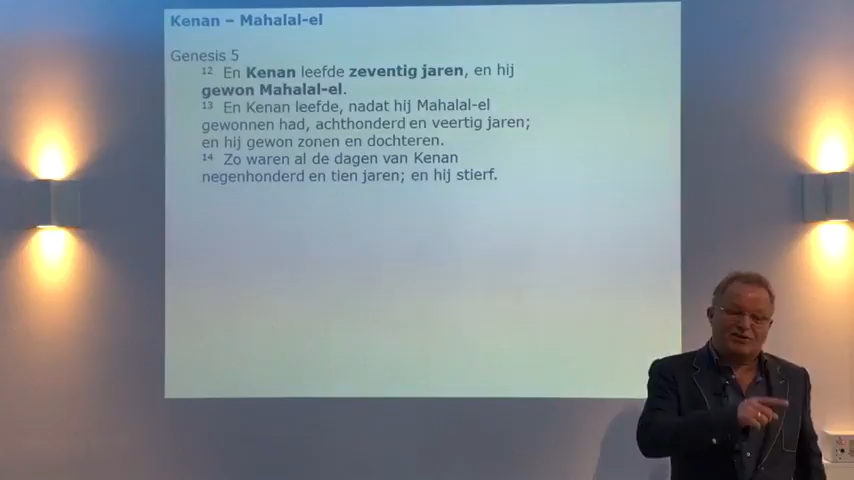 Kenan – Mahalal-el
Genesis 5
12 En Kenan leefde zeventig jaren, en hij
gewon Mahalal-el.
13 En Kenan leefde, nadat hij Mahalal-el
gewonnen had, achthonderd en veertig jaren;
en hij gewon zonen en dochteren.
14 Zo waren al de dagen van Kenan
negenhonderd en tien jaren; en hij stierf.